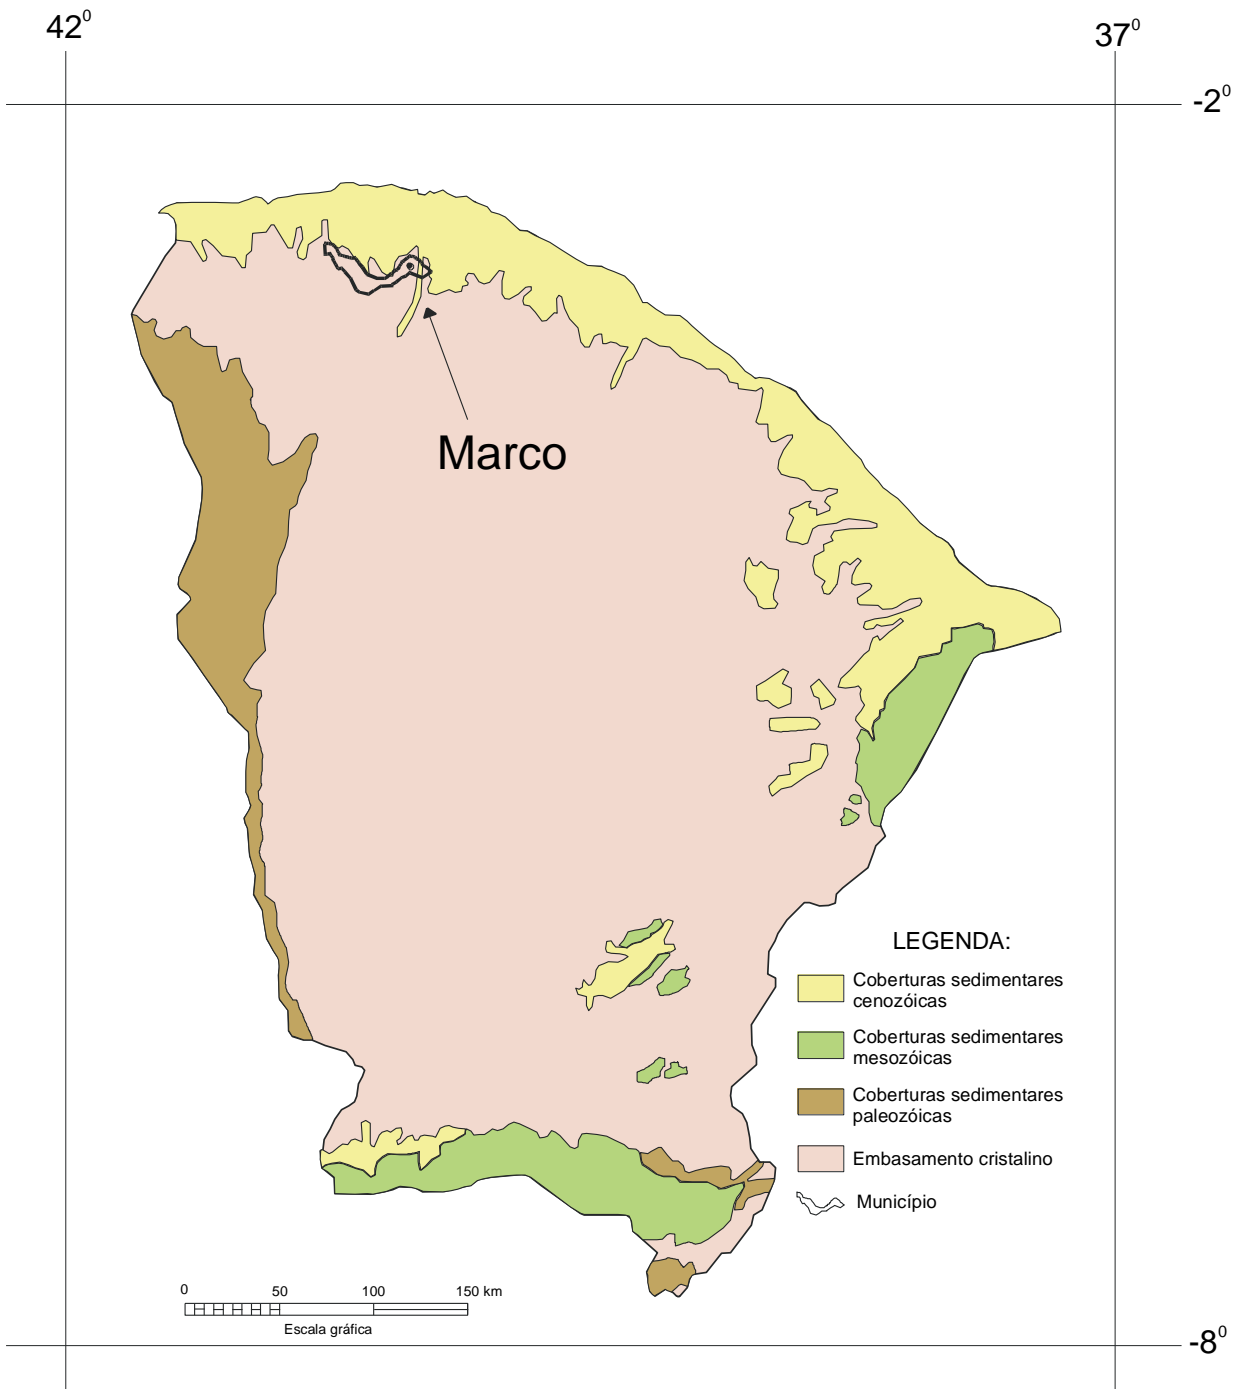 42⁰
37⁰
-2⁰
Marco
LEGENDA:
Coberturas sedimentares
cenozóicas
Coberturas sedimentares
mesozóicas
Coberturas sedimentares
paleozóicas
Embasamento cristalino
Município
0 50 100 150 km
Escala gráfica
-8⁰